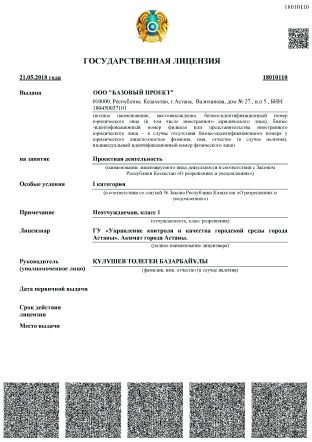 18010110
ГОСУДАРСТВЕННАЯ ЛИЦЕНЗИЯ
21.05.2018 года 18010110
Выдана ООО "БАЗОВЫЙ ПРОЕКТ"
010000, Республика Казахстан, г.Астана, Валиханова, дом № 27., н.п 5., БИН:
180450037101
(полное наименование, местонахождение, бизнес-идентификационный номер
юридического лица (в том числе иностранного юридического лица), бизнес
-идентификационный номер филиала или представительства иностранного
юридического лица – в случае отсутствия бизнес-идентификационного номера у
юридического лица/полностью фамилия, имя, отчество (в случае наличия),
индивидуальный идентификационный номер физического лица)
на занятие Проектная деятельность
(наименование лицензируемого вида деятельности в соответствии с Законом
Республики Казахстан «О разрешениях и уведомлениях»)
Особые условия I категория
(в соответствии со статьей 36 Закона Республики Казахстан «О разрешениях и
уведомлениях»)
Примечание Неотчуждаемая, класс 1
(отчуждаемость, класс разрешения)
Лицензиар ГУ «Управление контроля и качества городской среды города
Астаны». Акимат города Астаны.
(полное наименование лицензиара)
Руководитель ҚҰЛУШЕВ ТӨЛЕГЕН БАЗАРБАЙҰЛЫ
(уполномоченное лицо) (фамилия, имя, отчество (в случае наличия)
Дата первичной выдачи
Срок действия
лицензии
Место выдачи